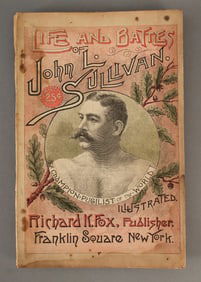 LIFE AND BATTLES
OF
JOHN L.
SULLIVAN.
25¢
CHAMPION PUGILIST OF THE WORLD
ILLUSTRATED.
Richard K. Fox, Publisher.
Franklin Square New York.